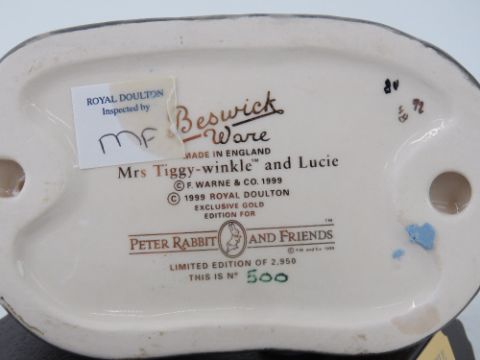 ROYAL DOULTON
Inspected by
MF
Beswick
Ware
MADE IN ENGLAND
Mrs Tiggy-winkle™ and Lucie
© F. WARNE & CO. 1999
© 1999 ROYAL DOULTON
EXCLUSIVE GOLD
EDITION FOR
PETER RABBIT AND FRIENDS ™
LIMITED EDITION OF 2,950
THIS IS Nº 500